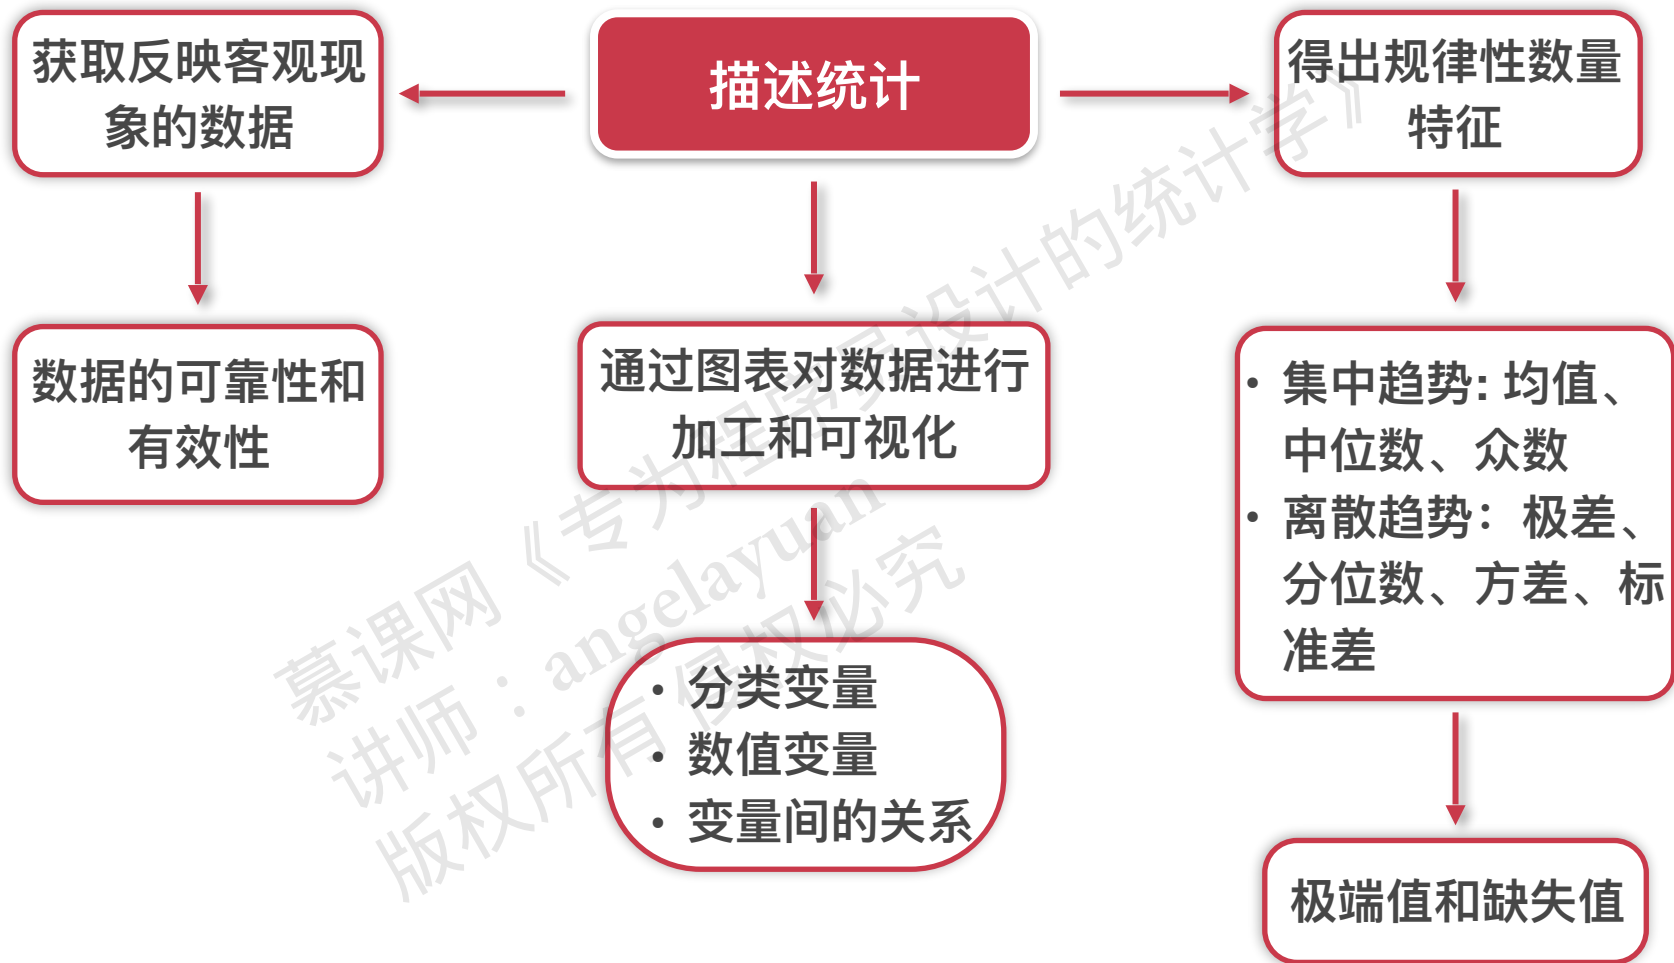 获取反映客观现
象的数据
描述统计
得出规律性数量
特征
数据的可靠性和
有效性
通过图表对数据进行
加工和可视化
• 集中趋势: 均值、
中位数、众数
• 离散趋势：极差、
分位数、方差、标
准差
• 分类变量
• 数值变量
• 变量间的关系
极端值和缺失值
慕课网《专为程序员设计的统计学》
讲师：angelayuan
版权所有 侵权必究